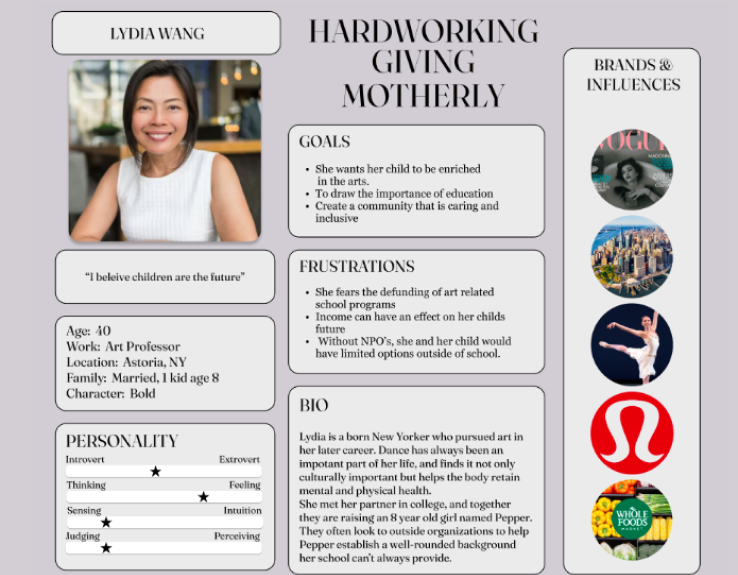 LYDIA WANG
HARDWORKING
GIVING
MOTHERLY
"I beleive children are the future"
Age: 40
Work: Art Professor
Location: Astoria, NY
Family: Married, 1 kid age 8
Character: Bold
PERSONALITY
Introvert Extrovert
Thinking Feeling
Sensing Intuition
Judging Perceiving
GOALS
• She wants her child to be enriched
in the arts.
• To draw the importance of education
• Create a community that is caring and
inclusive
FRUSTRATIONS
• She fears the defunding of art related
school programs
• Income can have an effect on her childs
future
• Without NPO's, she and her child would
have limited options outside of school.
BIO
Lydia is a born New Yorker who pursued art in
her later career. Dance has always been an
impotant part of her life, and finds it not only
culturally important but helps the body retain
mental and physical health.
She met her partner in college, and together
they are raising an 8 year old girl named Pepper.
They often look to outside organizations to help
Pepper establish a well-rounded background
her school can't always provide.
BRANDS &
INFLUENCES
VOGUE
MADONNA
WHOLE
FOODS
MARKET